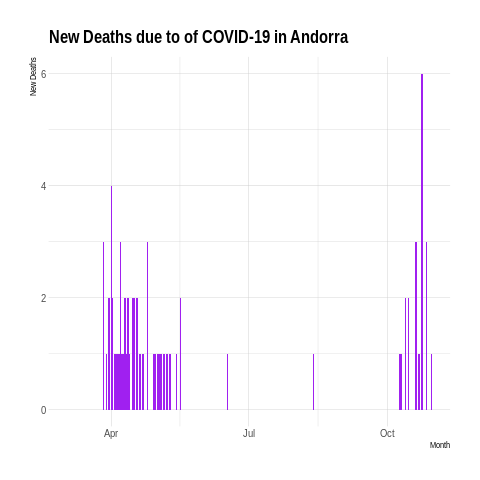 New Deaths due to of COVID-19 in Andorra
New Deaths
6
4
2
0
Apr
Jul
Oct
Month